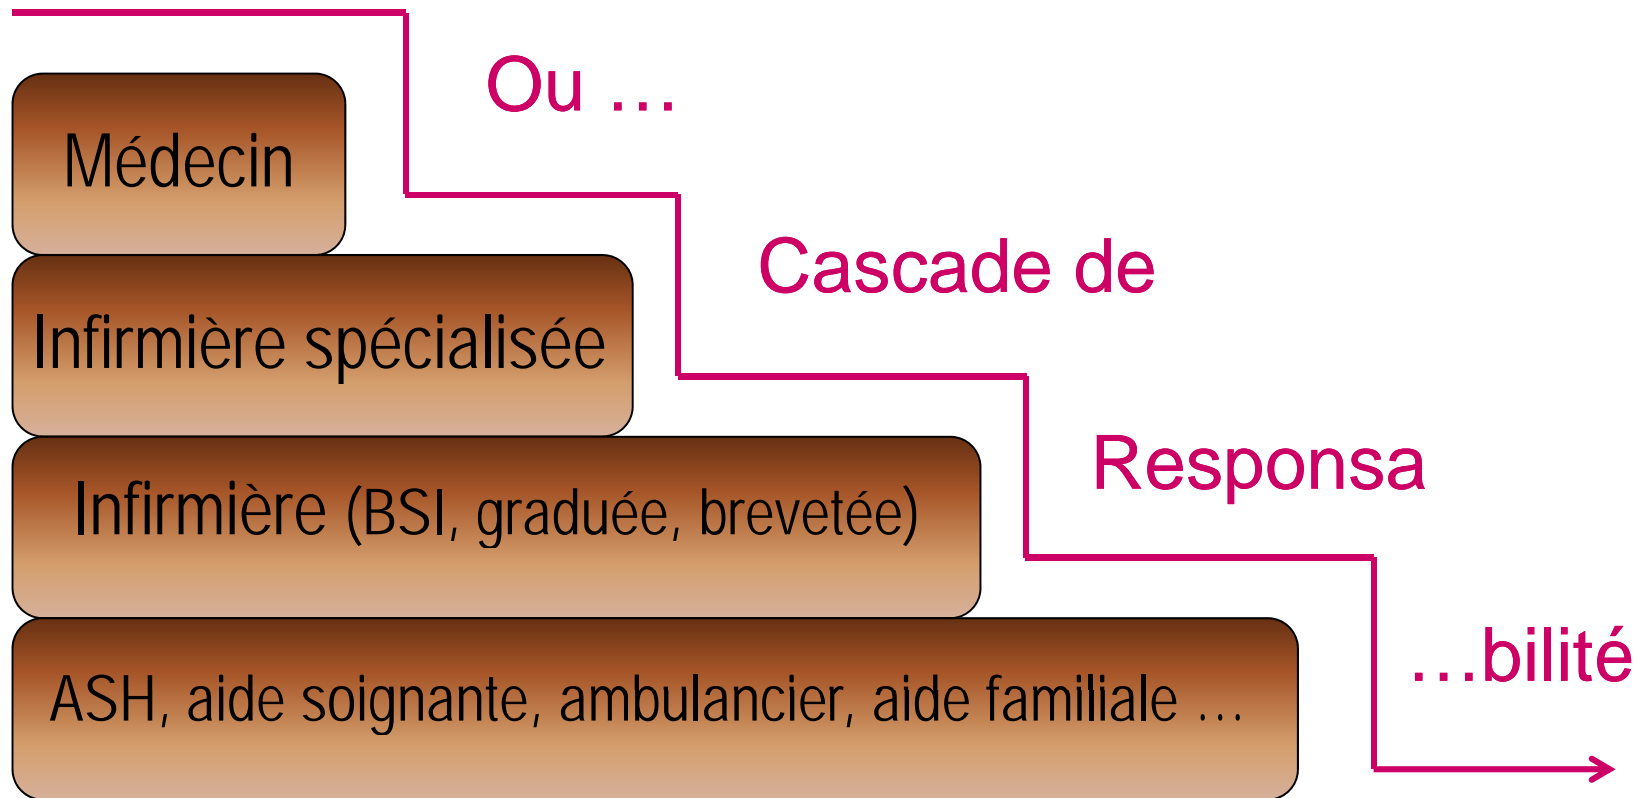 Ou …
Médecin
Cascade de
Infirmière spécialisée
Responsa
Infirmière (BSI, graduée, brevetée)
…bilité
ASH, aide soignante, ambulancier, aide familiale …